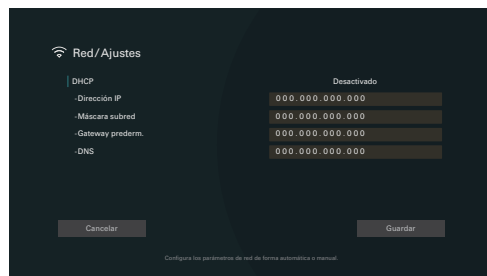 Red/Ajustes
DHCP Desactivado
-Dirección IP 000.000.000.000
-Máscara subred 000.000.000.000
-Gateway prederm. 000.000.000.000
-DNS 000.000.000.000
Cancelar Guardar
Configure los parámetros de red de forma automática o manual.